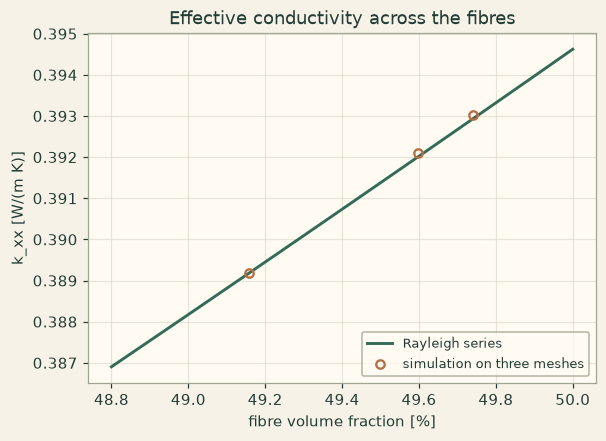 Effective conductivity across the fibres
0.395
0.394
0.393
0.392
0.391
0.390
0.389
0.388
0.387
k_xx [W/(m K)]
Rayleigh series
simulation on three meshes
48.8 49.0 49.2 49.4 49.6 49.8 50.0
fibre volume fraction [%]